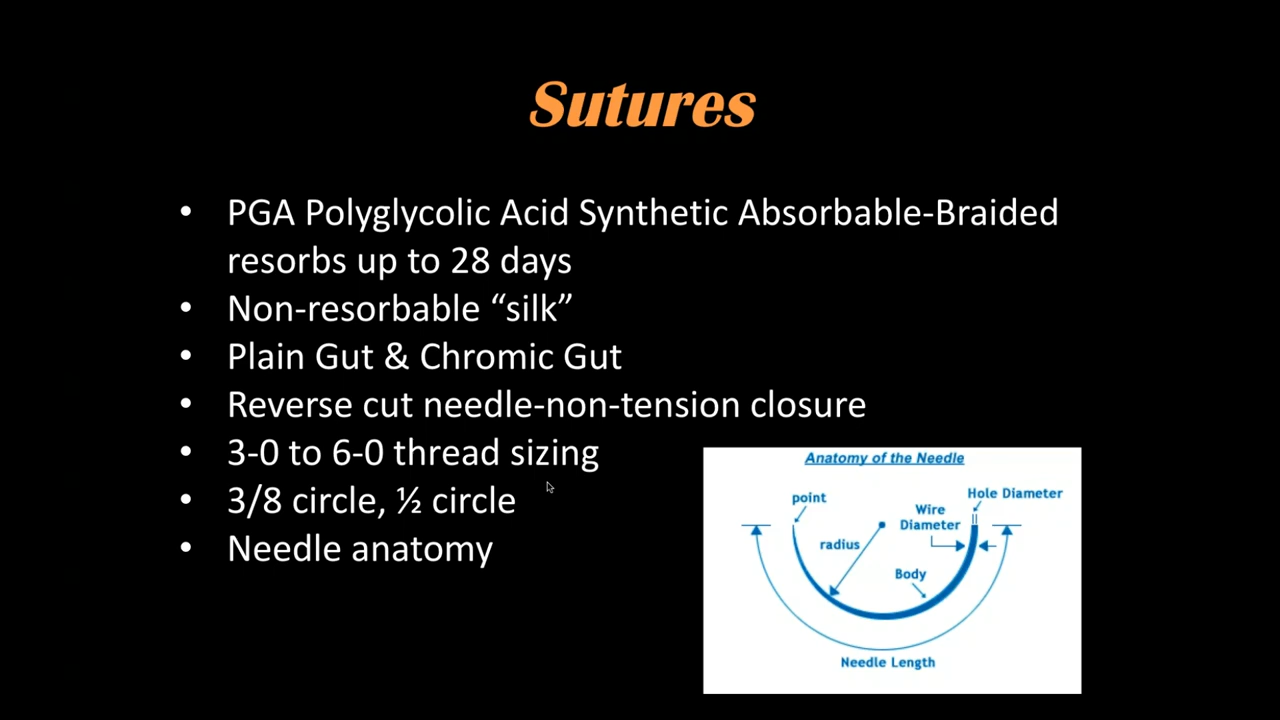 Sutures
• PGA Polyglycolic Acid Synthetic Absorbable-Braided
resorbs up to 28 days
• Non-resorbable “silk”
• Plain Gut & Chromic Gut
• Reverse cut needle-non-tension closure
• 3-0 to 6-0 thread sizing
• 3/8 circle, ½ circle
• Needle anatomy
Anatomy of the Needle
point
Hole Diameter
Wire
Diameter
radius
Body
Needle Length